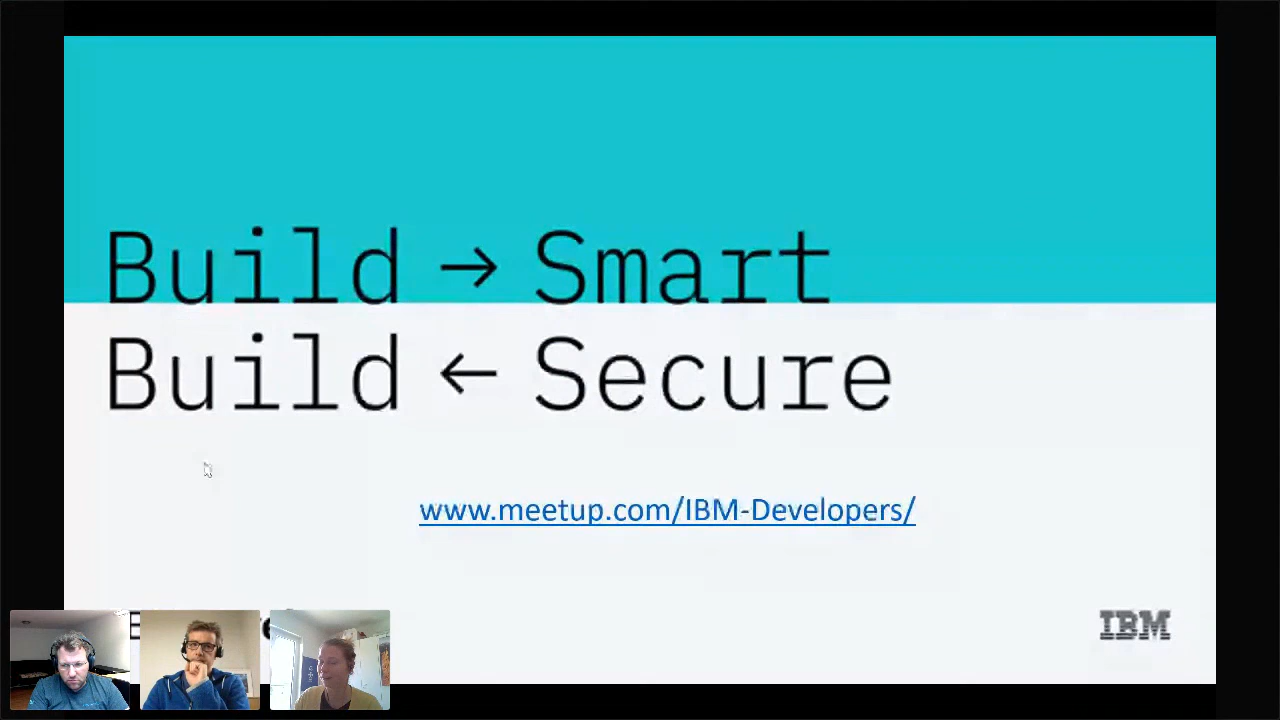 Build → Smart
Build ← Secure
www.meetup.com/IBM-Developers/
IBM